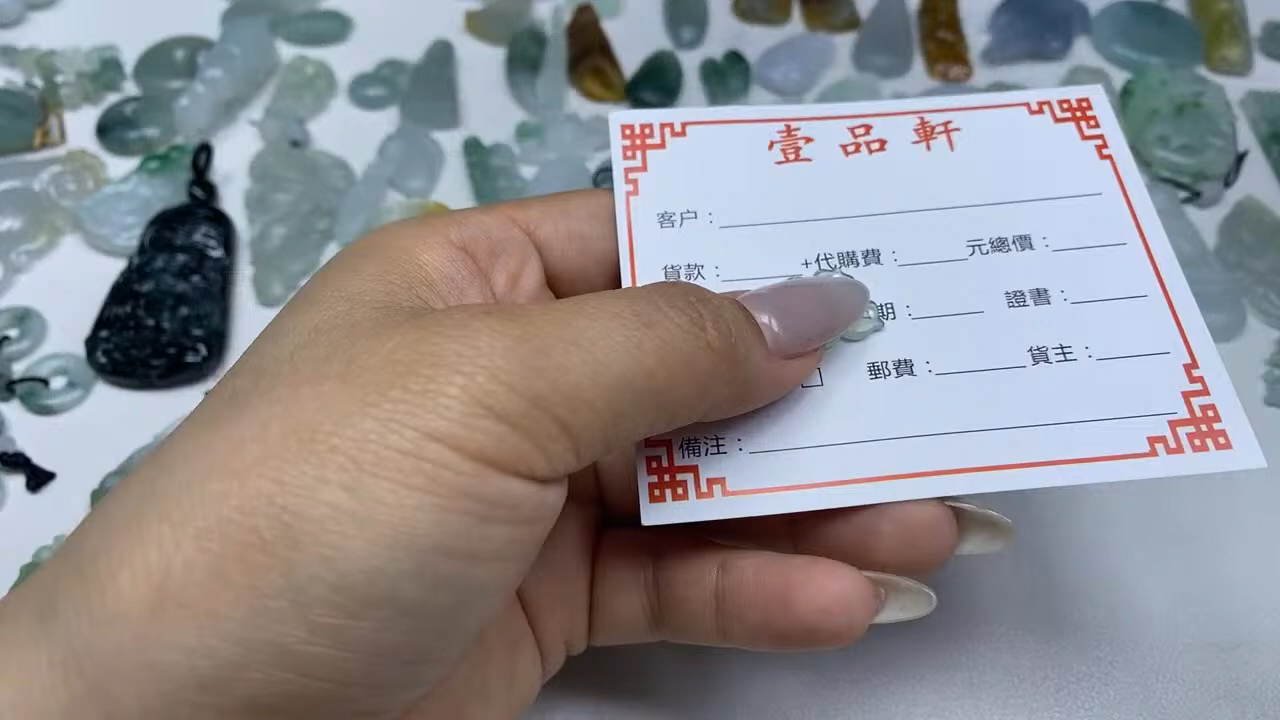 壹品軒
客户：
貨款： +代購費： 元總價：
期： 證書：
郵費： 貨主：
備注：